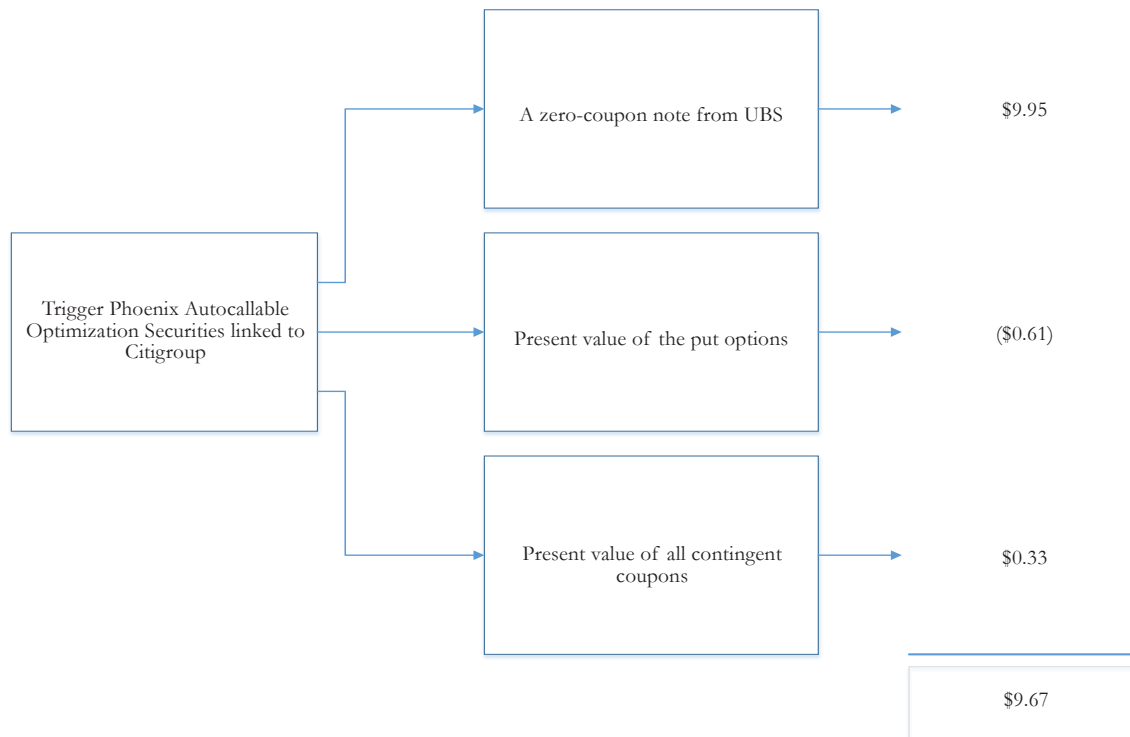 A zero-coupon note from UBS
$9.95
Trigger Phoenix Autocallable
Optimization Securities linked to
Citigroup
Present value of the put options
($0.61)
Present value of all contingent
coupons
$0.33
$9.67